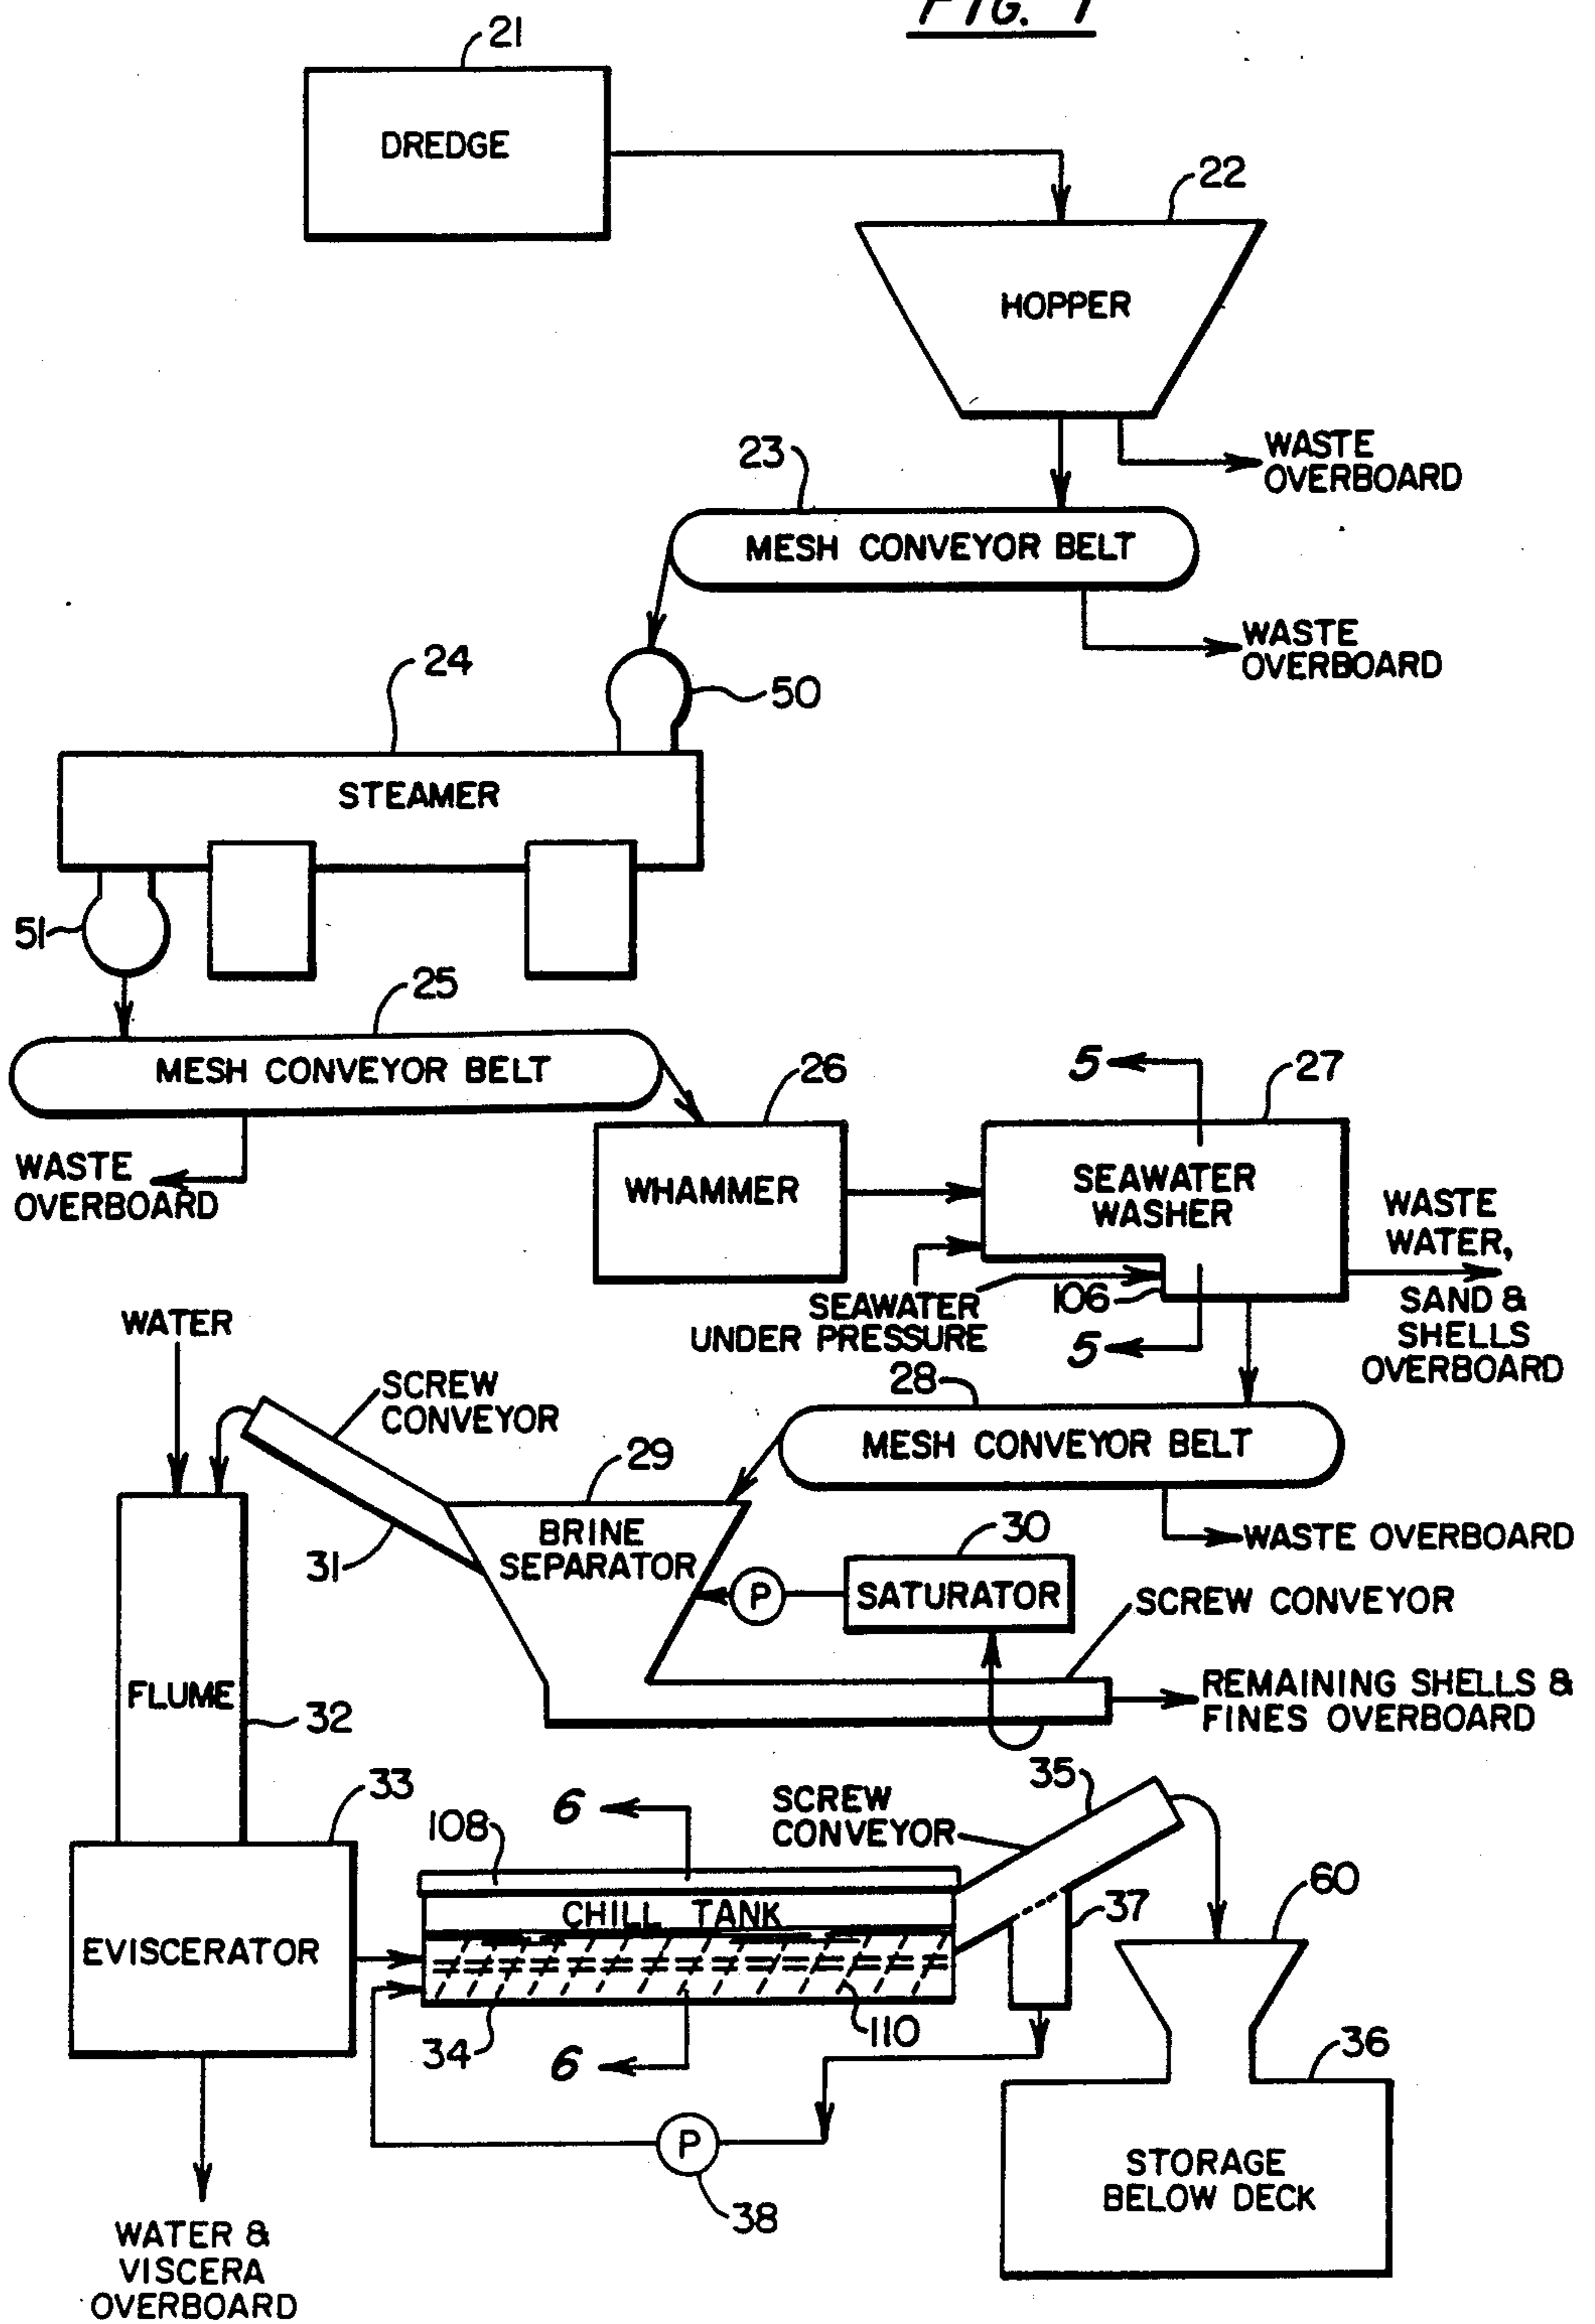 FIG. 1
21
DREDGE
22
HOPPER
WASTE
OVERBOARD
23
MESH CONVEYOR BELT
WASTE
OVERBOARD
24
50
STEAMER
51
25
MESH CONVEYOR BELT
WASTE
OVERBOARD
26
WHAMMER
5
27
SEAWATER
WASHER
WASTE
WATER,
SAND &
SHELLS
OVERBOARD
SEAWATER
UNDER PRESSURE
106
5
WATER
SCREW
CONVEYOR
28
MESH CONVEYOR BELT
29
BRINE
SEPARATOR
31
WASTE OVERBOARD
30
P
SATURATOR
SCREW CONVEYOR
FLUME
32
REMAINING SHELLS &
FINES OVERBOARD
33
EVISCERATOR
108
6
SCREW
CONVEYOR
35
CHILL TANK
37
60
34
6
110
36
P
38
STORAGE
BELOW DECK
WATER &
VISCERA
OVERBOARD